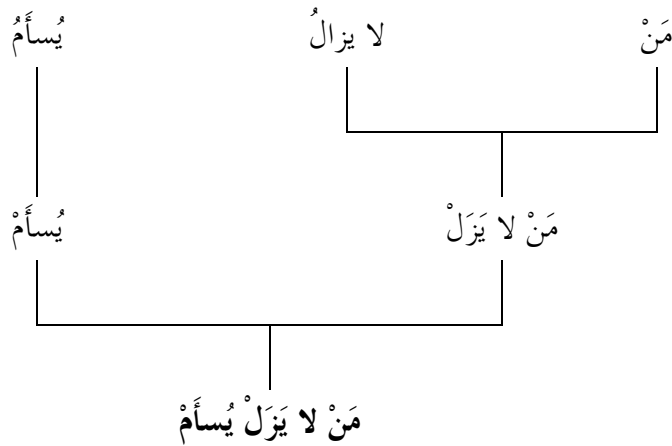 مَنْ لا يزالُ يُسأَمُ
مَنْ لا يَزَلْ يُسأَمْ
مَنْ لا يَزَلْ يُسأَمْ